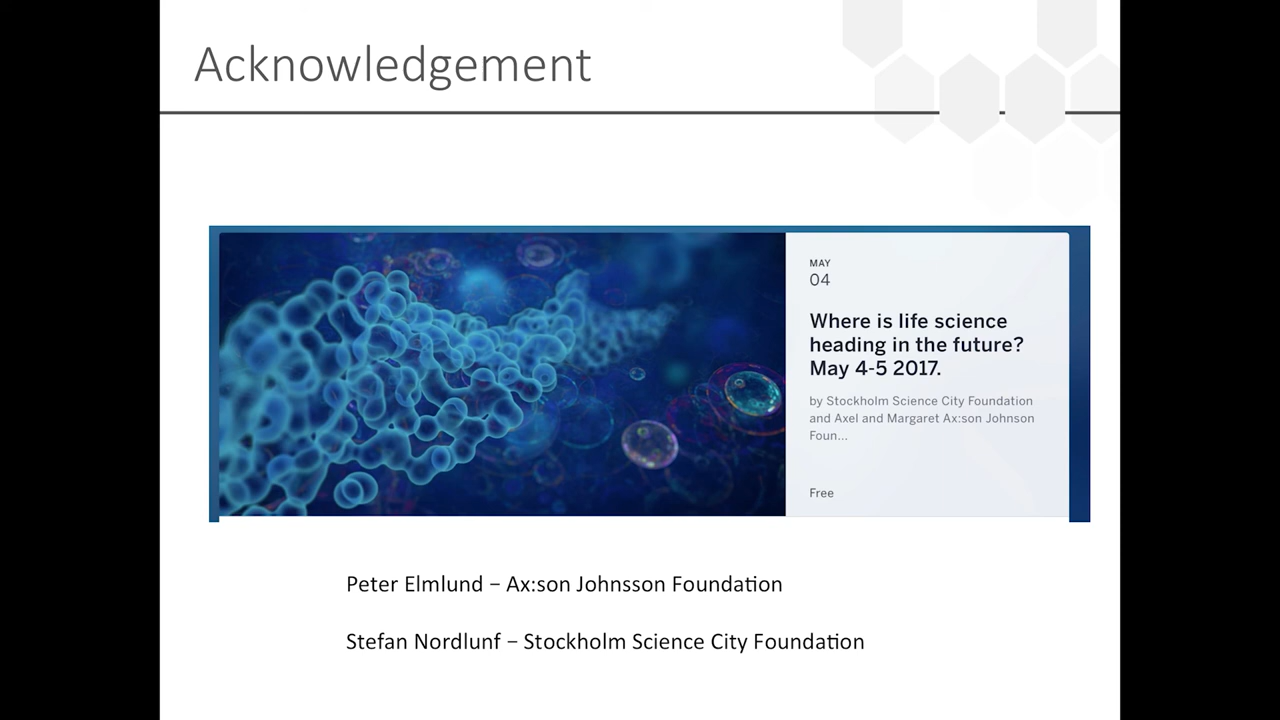 Acknowledgement
MAY
04
Where is life science
heading in the future?
May 4-5 2017.
by Stockholm Science City Foundation
and Axel and Margaret Ax:son Johnson
Foun...
Free
Peter Elmlund – Ax:son Johnsson Foundation
Stefan Nordlunf – Stockholm Science City Foundation